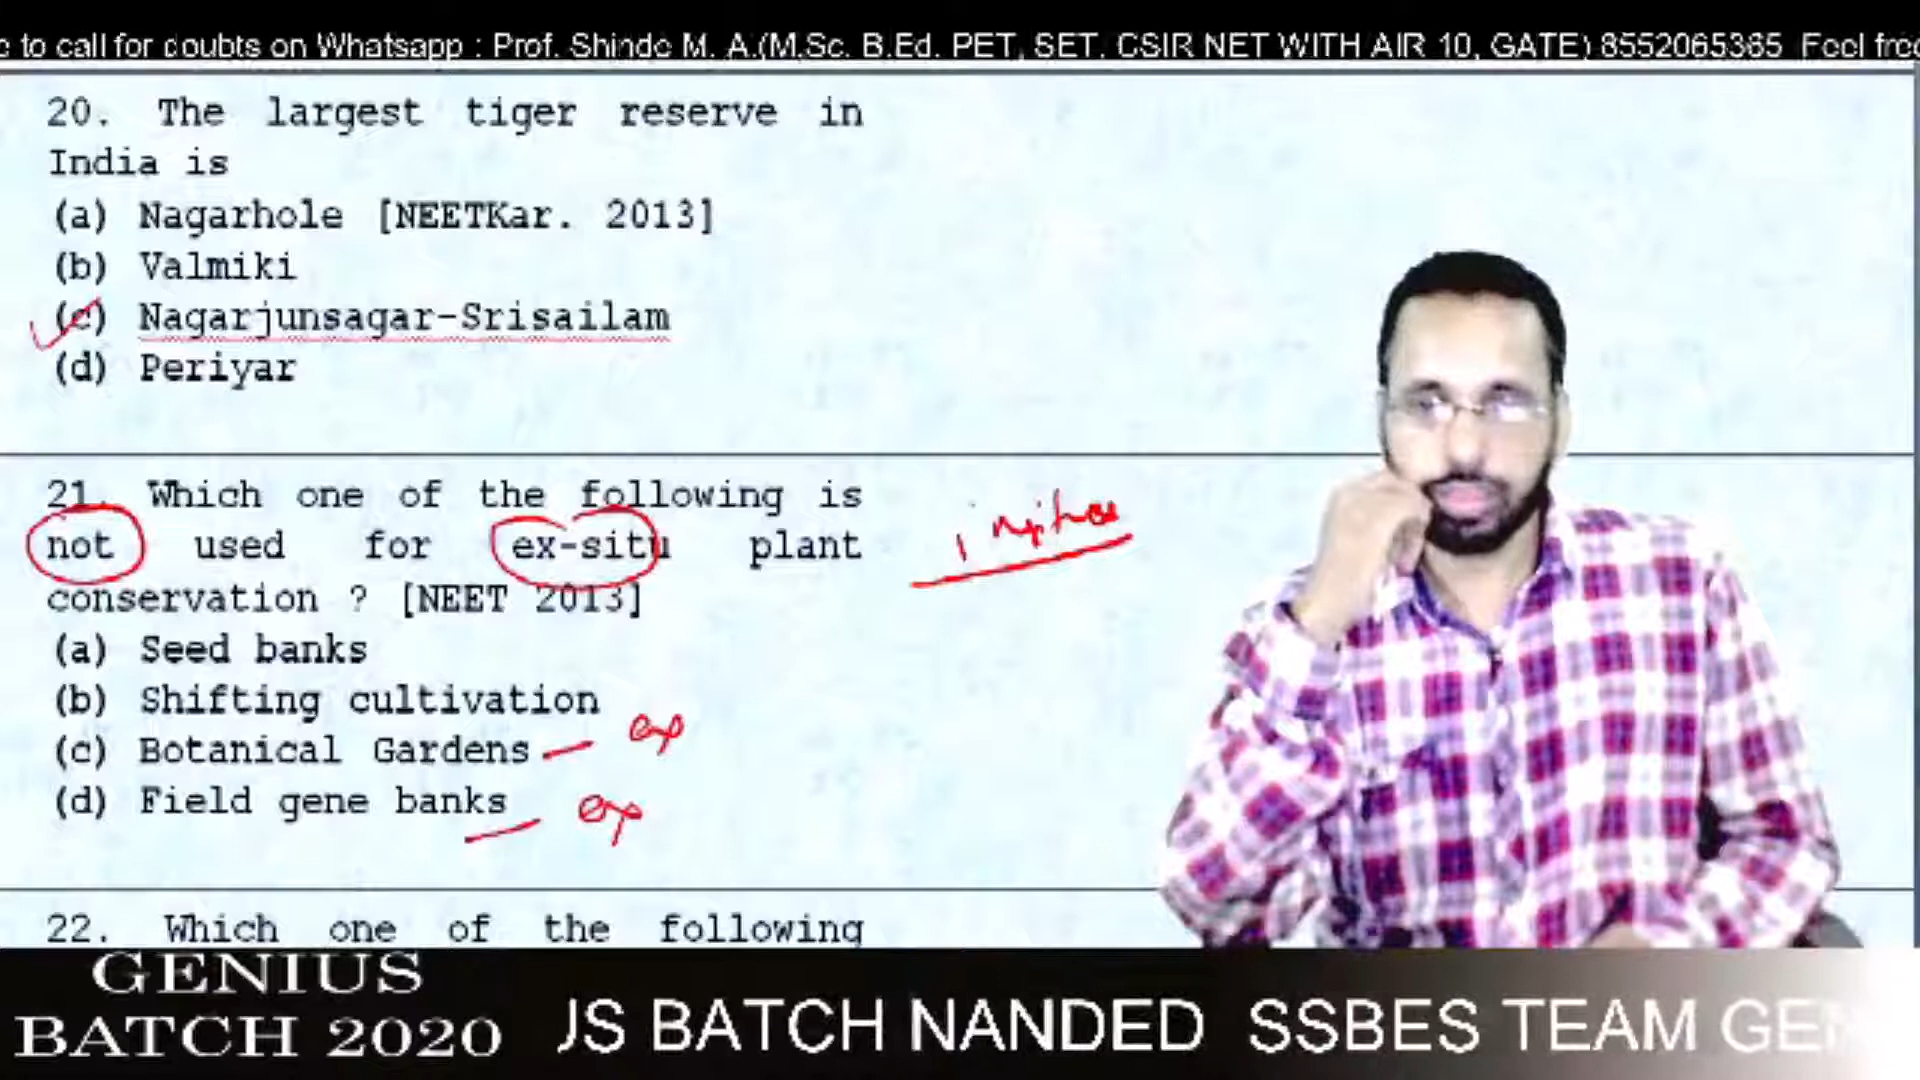 to call for doubts on Whatsapp : Prof. Shinde M. A.(M.Sc. B.Ed. PET, SET. CSIR NET WITH AIR 10, GATE) 8552065365 Feel free
20. The largest tiger reserve in
India is
(a) Nagarhole [NEETKar. 2013]
(b) Valmiki
(c) Nagarjunsagar-Srisailam
(d) Periyar
21. Which one of the following is
not used for ex-situ plant
conservation ? [NEET 2013]
(a) Seed banks
(b) Shifting cultivation
(c) Botanical Gardens
(d) Field gene banks
22. Which one of the following
GENIUS
BATCH 2020
JS BATCH NANDED SSBES TEAM GEN